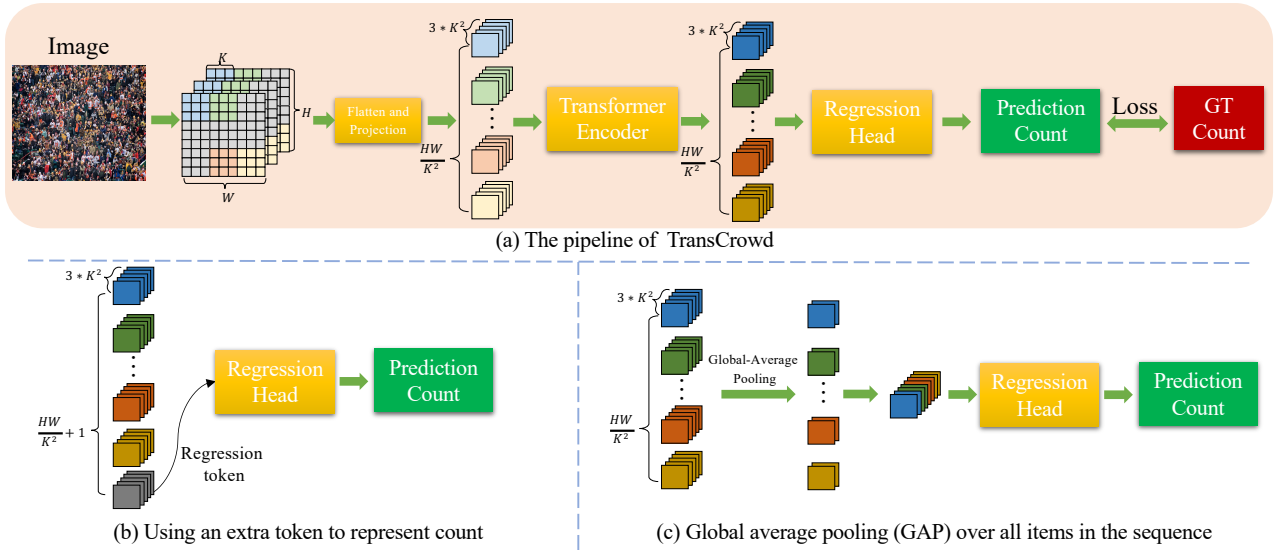 Image
K
H
W
Flatten and
Projection
3 ∗ K²
HW
K²
Transformer
Encoder
3 ∗ K²
HW
K²
Regression
Head
Prediction
Count
Loss
GT
Count
(a) The pipeline of TransCrowd
3 ∗ K²
HW
K² + 1
Regression
token
Regression
Head
Prediction
Count
(b) Using an extra token to represent count
3 ∗ K²
HW
K²
Global-Average
Pooling
Regression
Head
Prediction
Count
(c) Global average pooling (GAP) over all items in the sequence